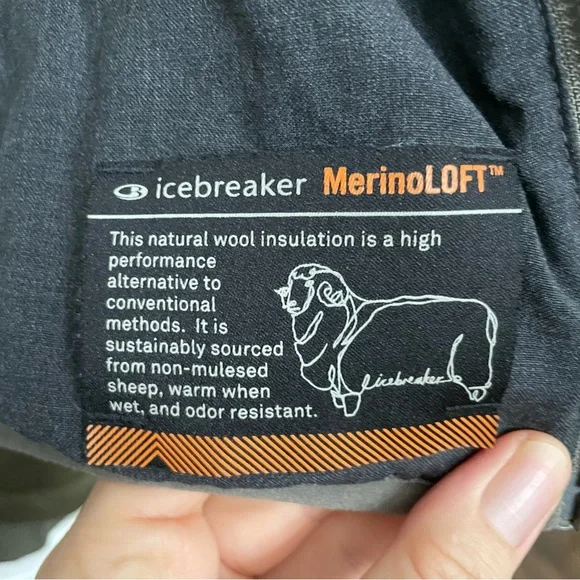 icebreaker MerinoLOFT™
This natural wool insulation is a high
performance
alternative to
conventional
methods. It is
sustainably sourced
from non-mulesed
sheep, warm when
wet, and odor resistant.
icebreaker